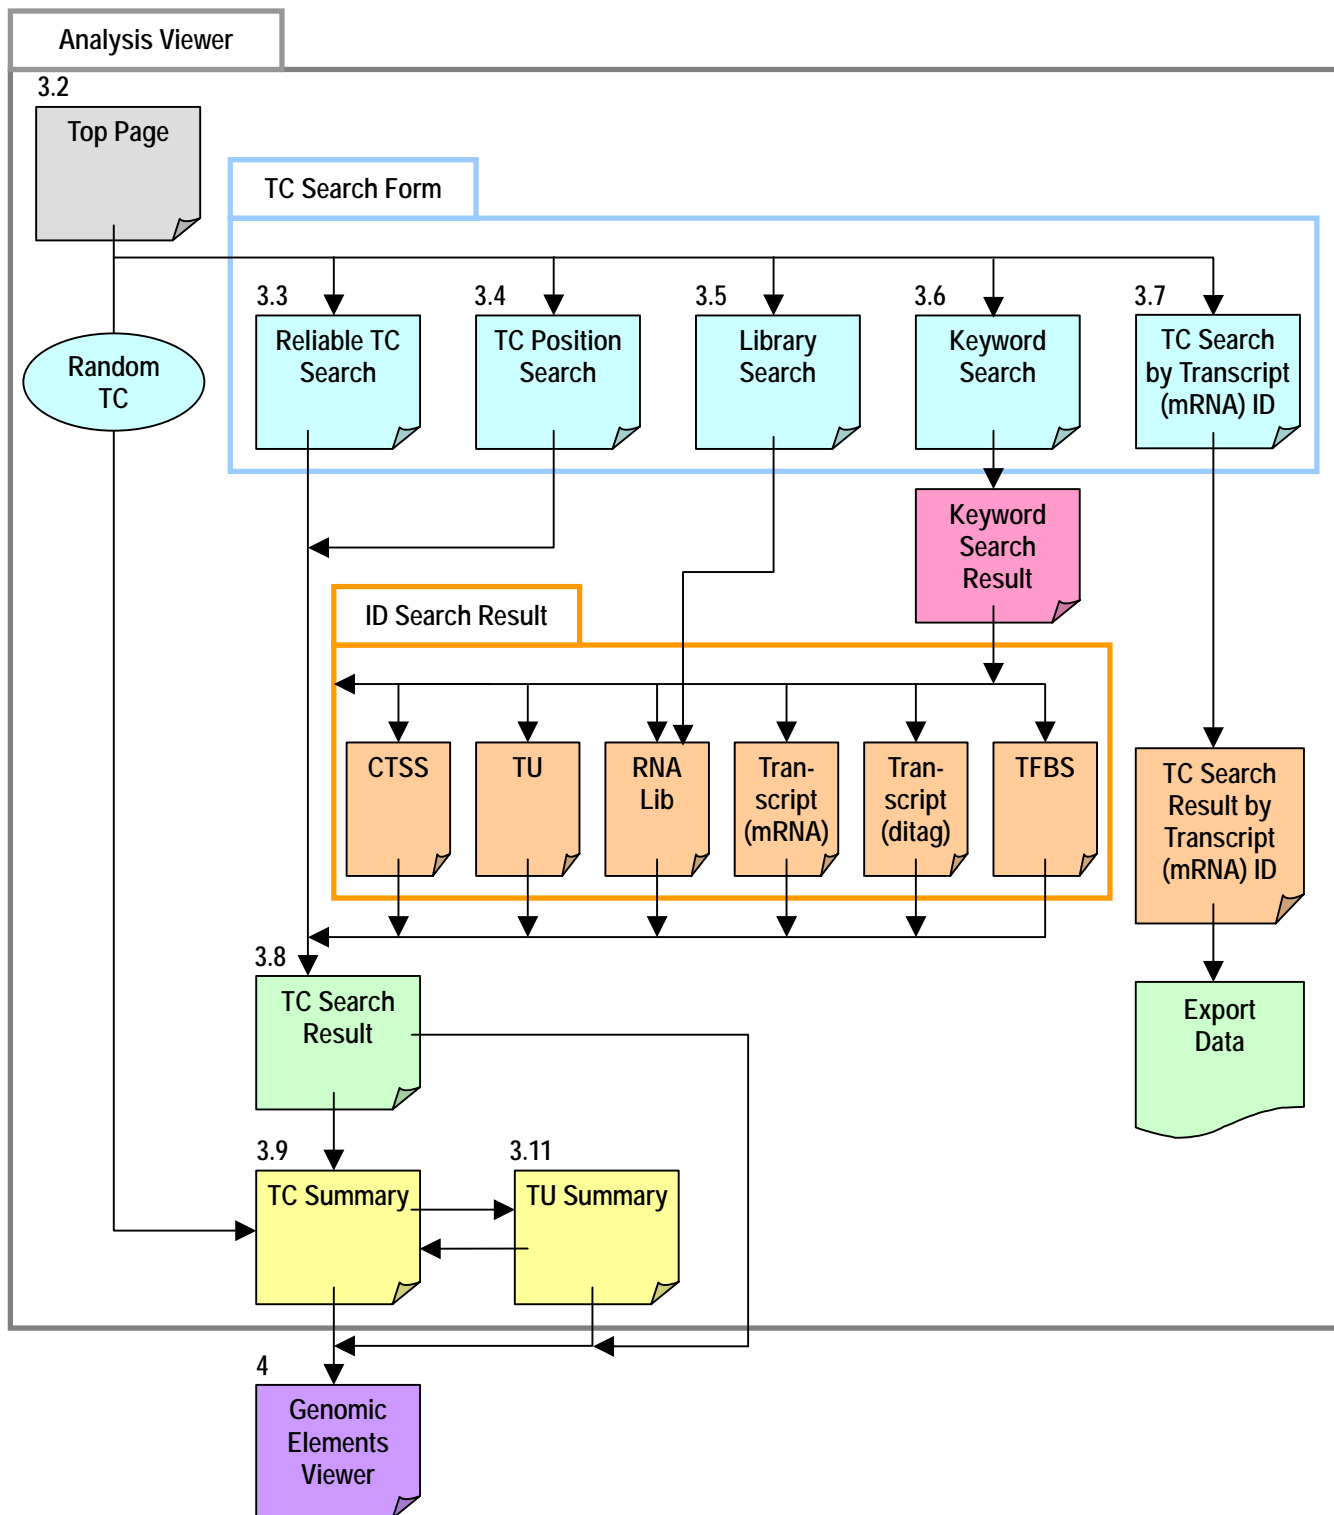 Analysis Viewer
3.2
Top Page
TC Search Form
3.3
3.4
3.5
3.6
3.7
Reliable TC
Search
TC Position
Search
Library
Search
Keyword
Search
TC Search
by Transcript
(mRNA) ID
Random
TC
Keyword
Search
Result
ID Search Result
CTSS
TU
RNA
Lib
Tran-
script
(mRNA)
Tran-
script
(ditag)
TFBS
TC Search
Result by
Transcript
(mRNA) ID
3.8
TC Search
Result
Export
Data
3.9
TC Summary
3.11
TU Summary
4
Genomic
Elements
Viewer